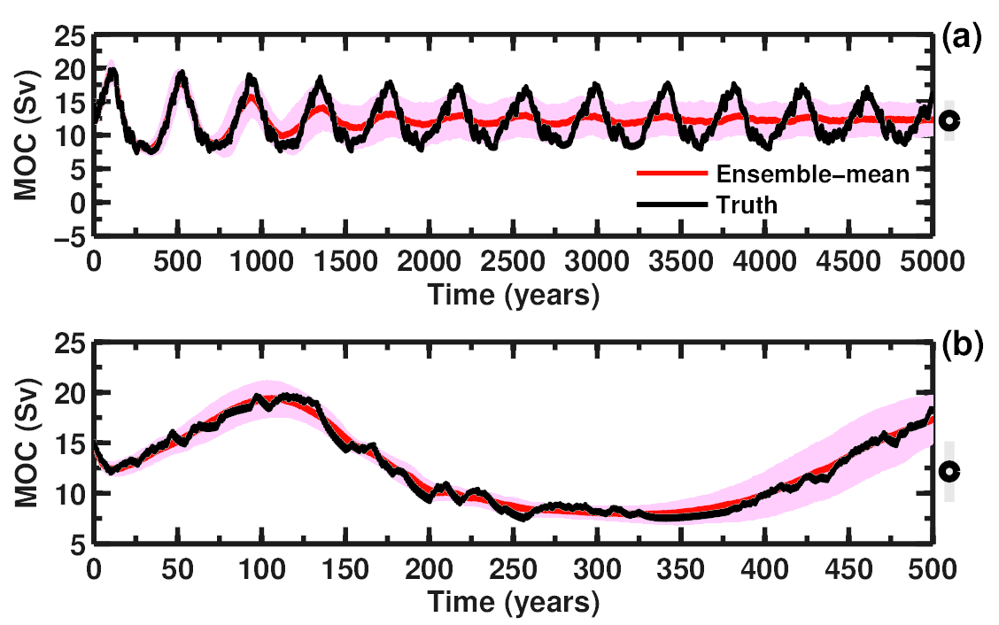 (a)
25
20
15
10
5
0
−5
MOC (Sv)
Ensemble−mean
Truth
0 500 1000 1500 2000 2500 3000 3500 4000 4500 5000
Time (years)
(b)
25
20
15
10
5
MOC (Sv)
0 50 100 150 200 250 300 350 400 450 500
Time (years)